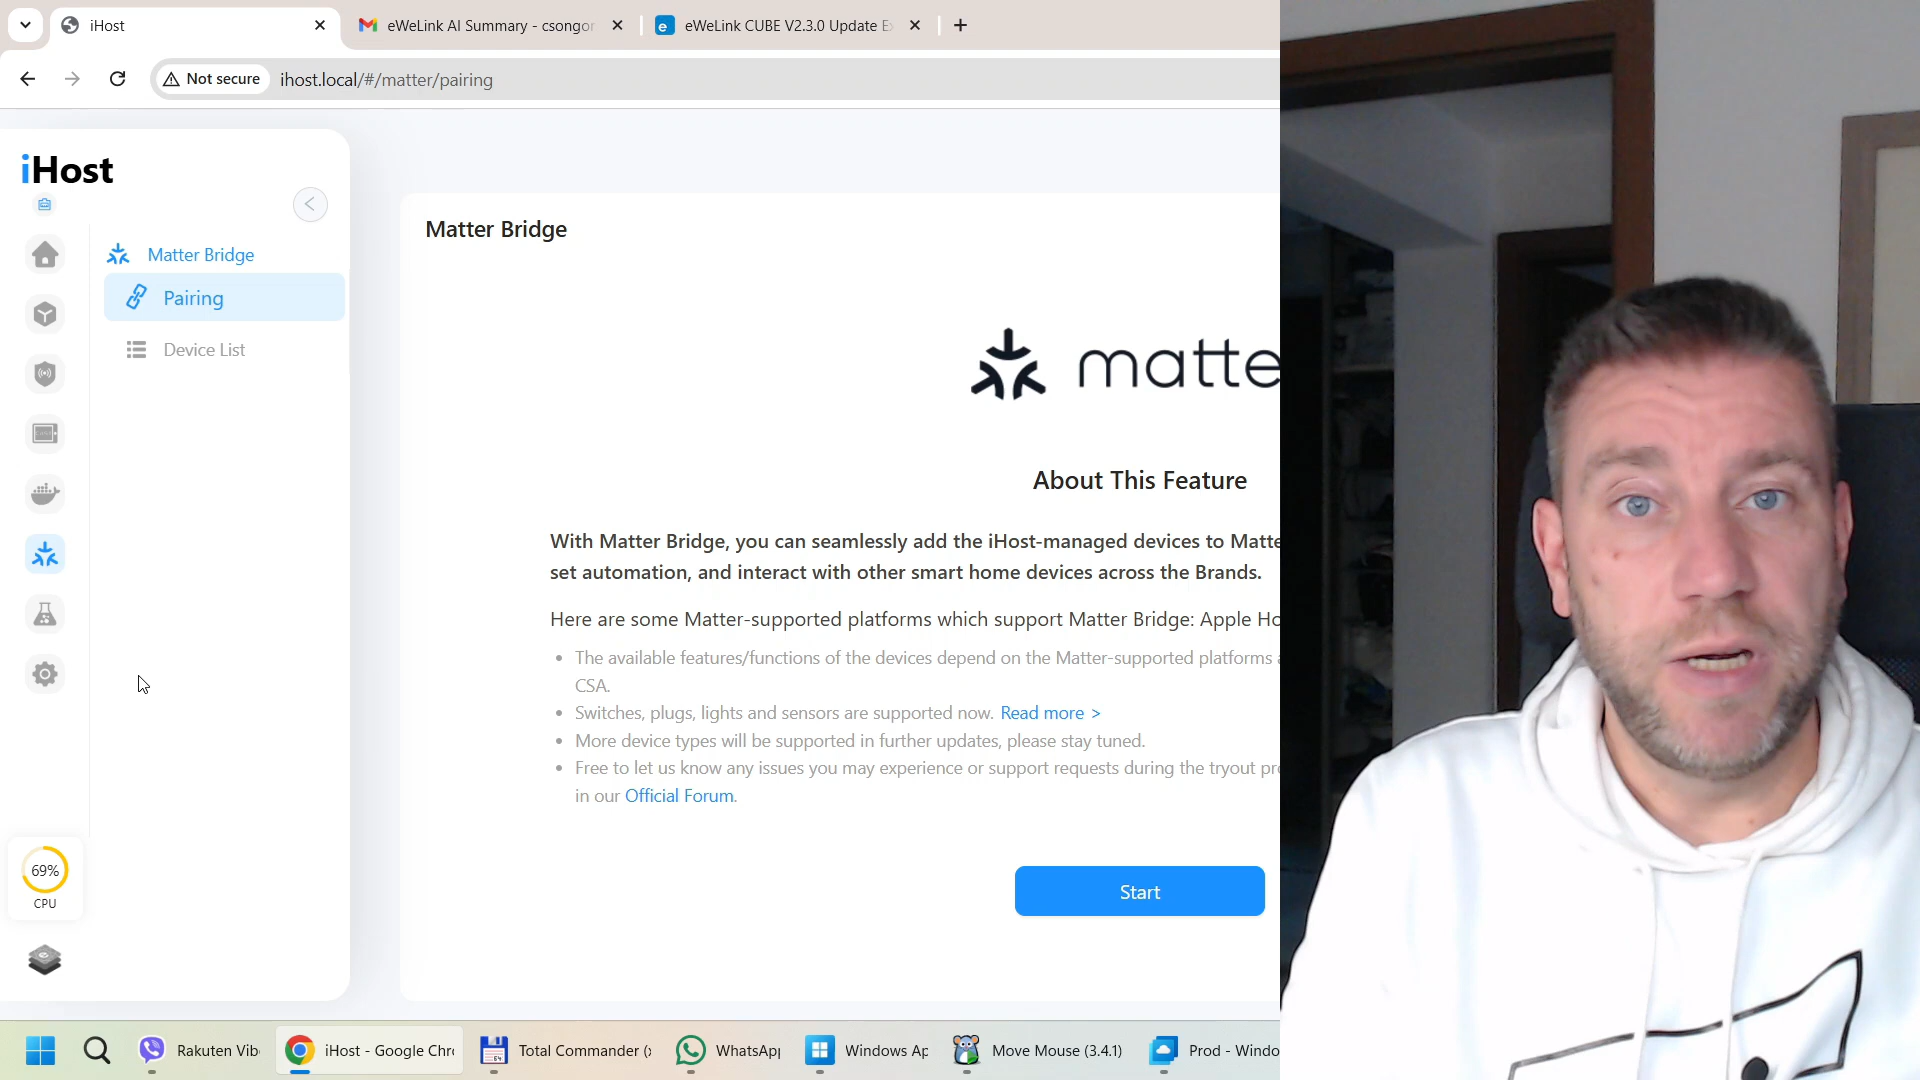 iHost
eWeLink AI Summary - csongor
eWeLink CUBE V2.3.0 Update E
Not secure
ihost.local/#/matter/pairing
iHost
Matter Bridge
Pairing
Device List
Matter Bridge
matte
About This Feature
With Matter Bridge, you can seamlessly add the iHost-managed devices to Matte
set automation, and interact with other smart home devices across the Brands.
Here are some Matter-supported platforms which support Matter Bridge: Apple Ho
• The available features/functions of the devices depend on the Matter-supported platforms
CSA.
• Switches, plugs, lights and sensors are supported now. Read more >
• More device types will be supported in further updates, please stay tuned.
• Free to let us know any issues you may experience or support requests during the tryout pr
in our Official Forum.
69%
CPU
Start
Rakuten Vib
iHost - Google Chr
Total Commander (
WhatsAp
Windows Ap
Move Mouse (3.4.1)
Prod - Windo